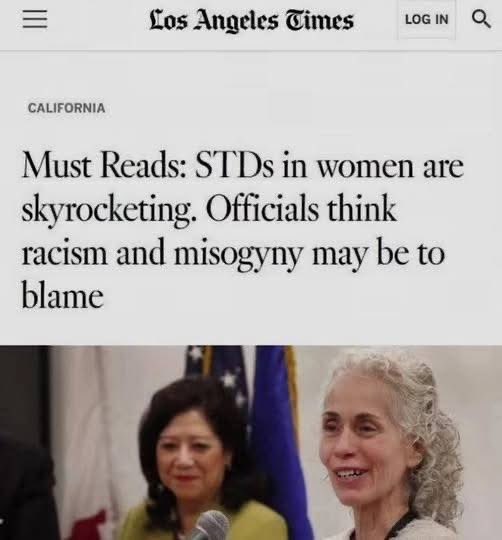 Los Angeles Times
LOG IN
CALIFORNIA
Must Reads: STDs in women are
skyrocketing. Officials think
racism and misogyny may be to
blame